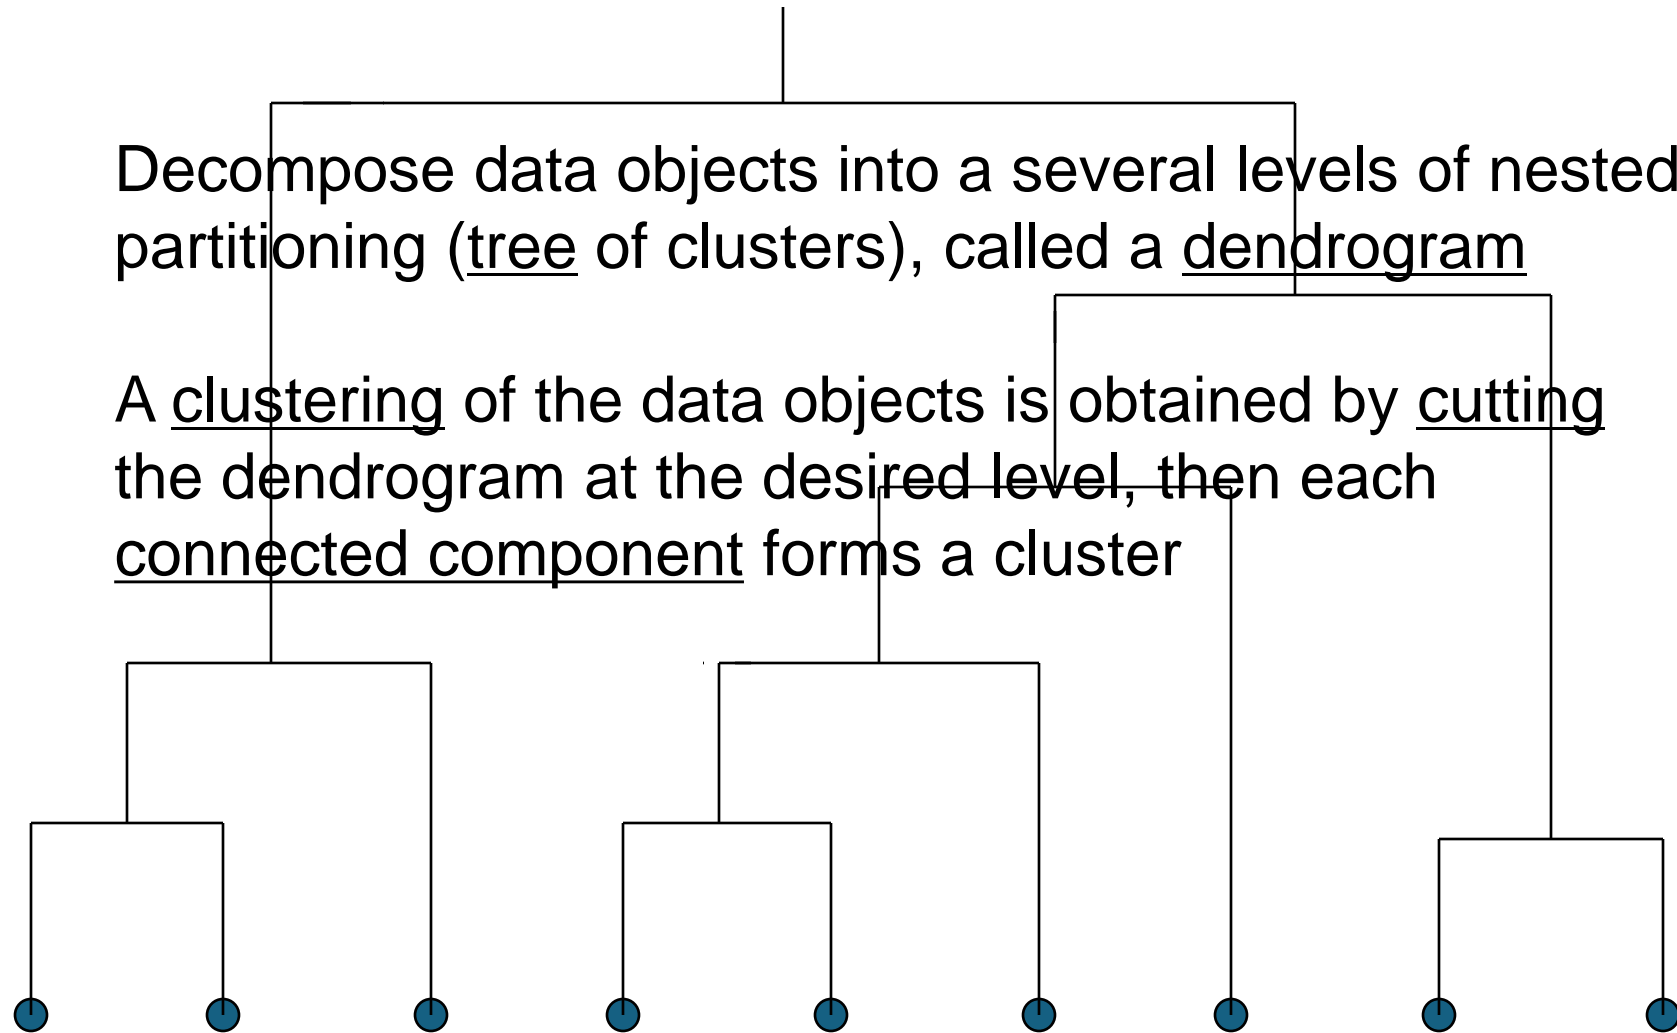 Decompose data objects into a several levels of nested
partitioning (tree of clusters), called a dendrogram
A clustering of the data objects is obtained by cutting
the dendrogram at the desired level, then each
connected component forms a cluster